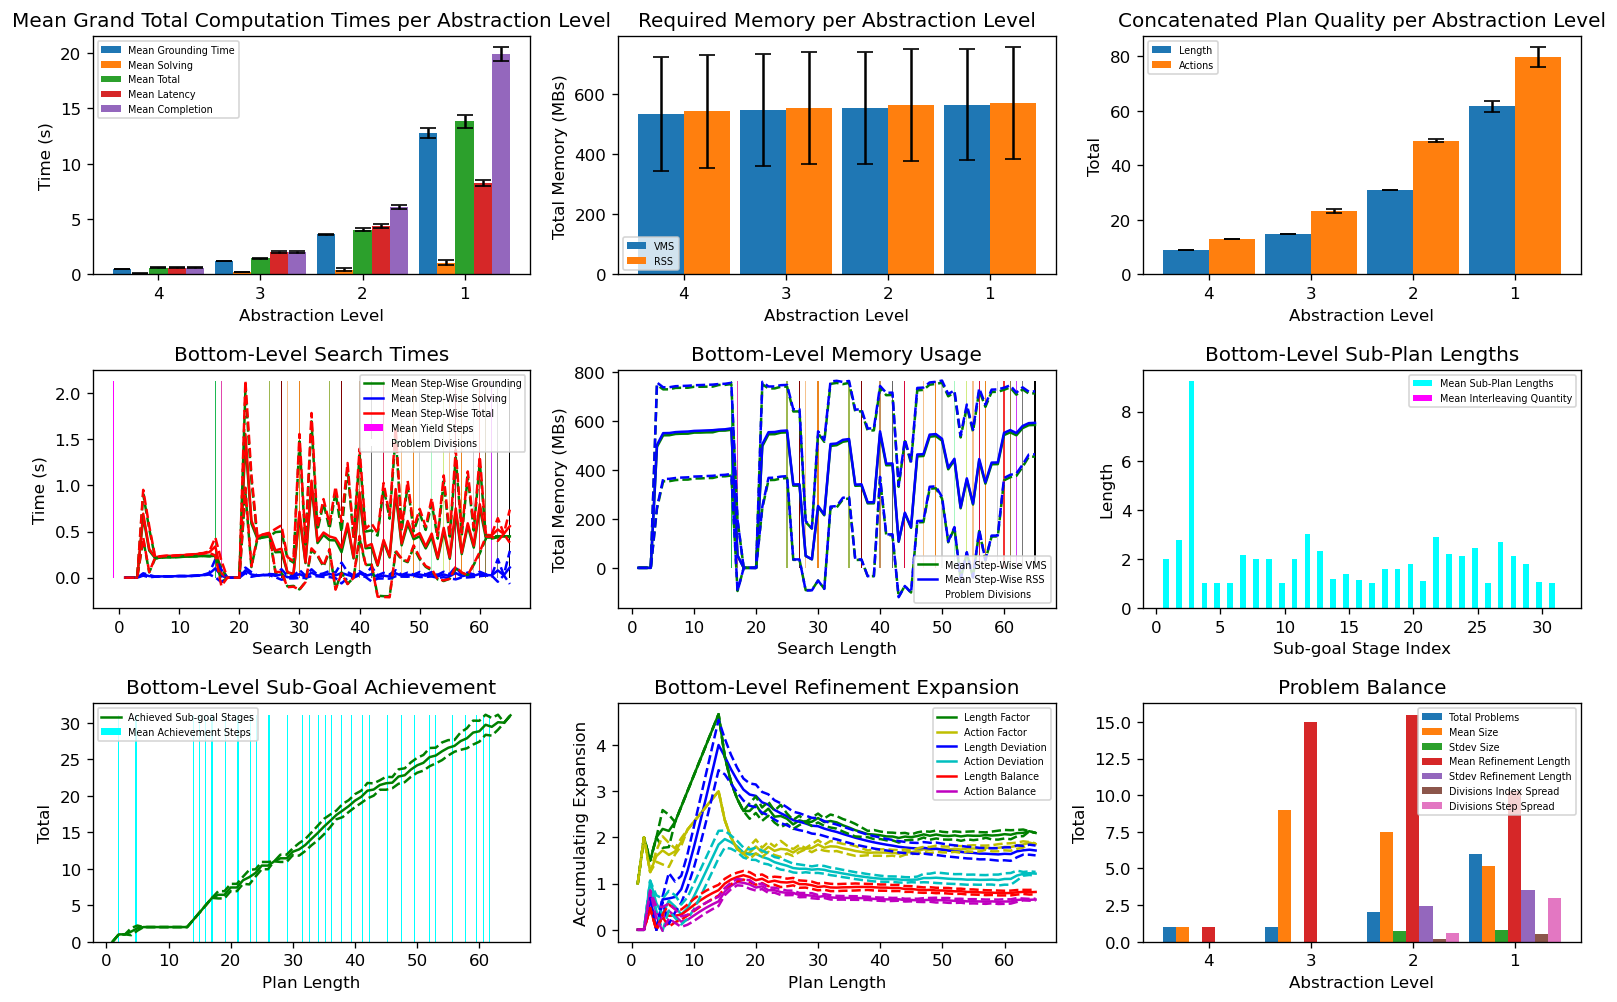 Mean Grand Total Computation Times per Abstraction Level
Time (s)
20
15
10
5
0
Mean Grounding Time
Mean Solving
Mean Total
Mean Latency
Mean Completion
4 3 2 1
Abstraction Level
Required Memory per Abstraction Level
Total Memory (MBs)
600
400
200
0
VMS
RSS
4 3 2 1
Abstraction Level
Concatenated Plan Quality per Abstraction Level
Total
80
60
40
20
0
Length
Actions
4 3 2 1
Abstraction Level
Bottom-Level Search Times
Time (s)
2.0
1.5
1.0
0.5
0.0
Mean Step-Wise Grounding
Mean Step-Wise Solving
Mean Step-Wise Total
Mean Yield Steps
Problem Divisions
0 10 20 30 40 50 60
Search Length
Bottom-Level Memory Usage
Total Memory (MBs)
800
600
400
200
0
Mean Step-Wise VMS
Mean Step-Wise RSS
Problem Divisions
0 10 20 30 40 50 60
Search Length
Bottom-Level Sub-Plan Lengths
Length
8
6
4
2
0
Mean Sub-Plan Lengths
Mean Interleaving Quantity
0 5 10 15 20 25 30
Sub-goal Stage Index
Bottom-Level Sub-Goal Achievement
Total
30
25
20
15
10
5
0
Achieved Sub-goal Stages
Mean Achievement Steps
0 10 20 30 40 50 60
Plan Length
Bottom-Level Refinement Expansion
Accumulating Expansion
4
3
2
1
0
Length Factor
Action Factor
Length Deviation
Action Deviation
Length Balance
Action Balance
0 10 20 30 40 50 60
Plan Length
Problem Balance
Total
15.0
12.5
10.0
7.5
5.0
2.5
0.0
Total Problems
Mean Size
Stdev Size
Mean Refinement Length
Stdev Refinement Length
Divisions Index Spread
Divisions Step Spread
4 3 2 1
Abstraction Level